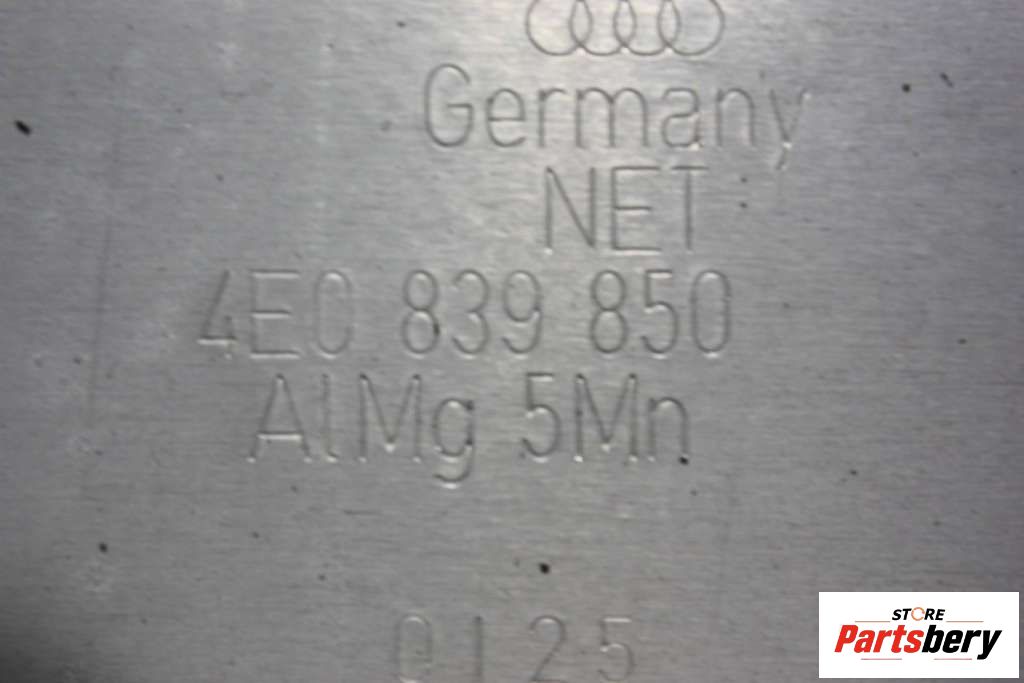 Germany
NET
4E0 839 850
AlMg 5Mn
0125
STORE
Partsbery